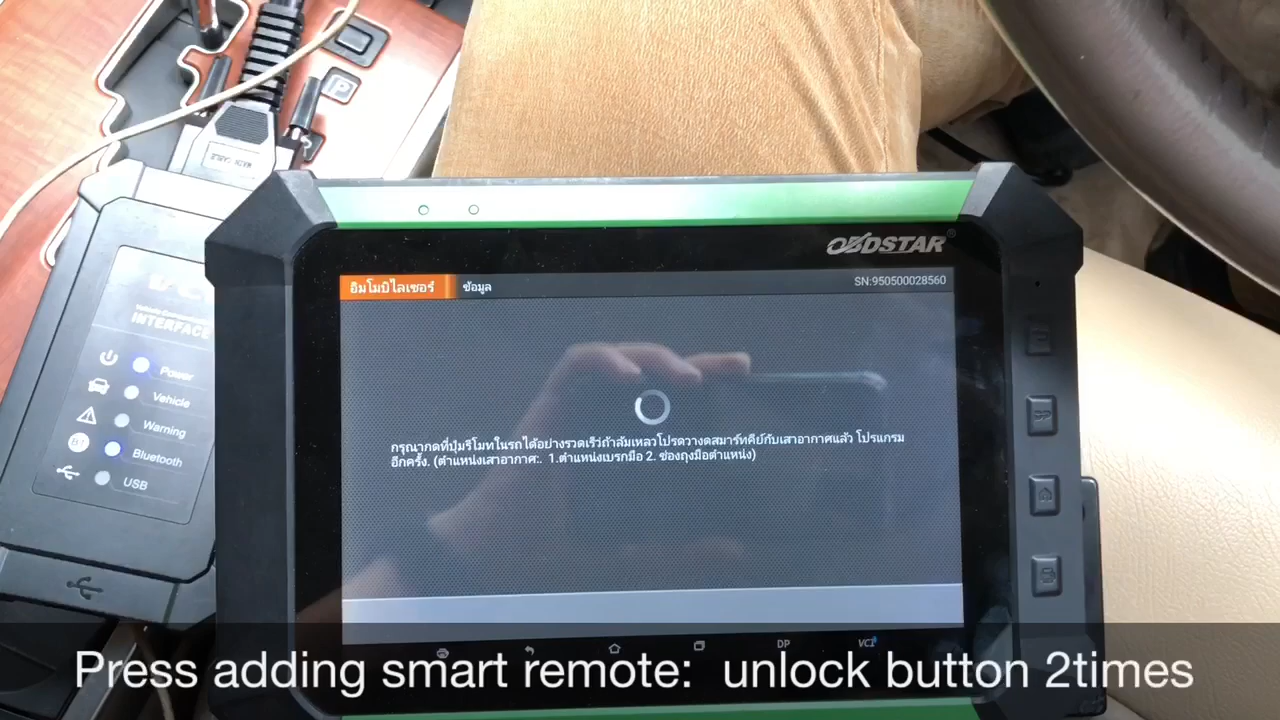 OBDSTAR
อิมโมบิไลเซอร์ ข้อมูล SN:950500028560
กรุณากดที่ปุ่มรีโมทในรถได้อย่างรวดเร็ว่ถ้าล้มเหลวโปรดวางดสมาร์ทคีย์กับเสาอากาศแล้ว โปรแกรม
อีกครั้ง. (ตำแหน่งเสาอากาศ:. 1.ตำแหน่งเบรกมือ 2. ช่องถุงมือตำแหน่ง)
INTERFACE
Power
Vehicle
Warning
BT Bluetooth
USB
P
DP VCI
Press adding smart remote: unlock button 2times